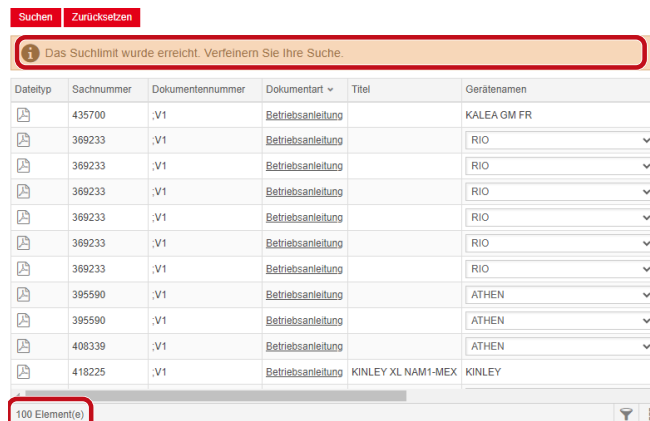 Suchen Zurücksetzen
Das Suchlimit wurde erreicht. Verfeinern Sie Ihre Suche.
Dateityp Sachnummer Dokumentennummer Dokumentart Titel Gerätenamen
435700 ;V1 Betriebsanleitung KALEA GM FR
369233 ;V1 Betriebsanleitung RIO
369233 ;V1 Betriebsanleitung RIO
369233 ;V1 Betriebsanleitung RIO
369233 ;V1 Betriebsanleitung RIO
369233 ;V1 Betriebsanleitung RIO
369233 ;V1 Betriebsanleitung RIO
395590 ;V1 Betriebsanleitung ATHEN
395590 ;V1 Betriebsanleitung ATHEN
408339 ;V1 Betriebsanleitung ATHEN
418225 ;V1 Betriebsanleitung KINLEY XL NAM1-MEX KINLEY
100 Element(e)